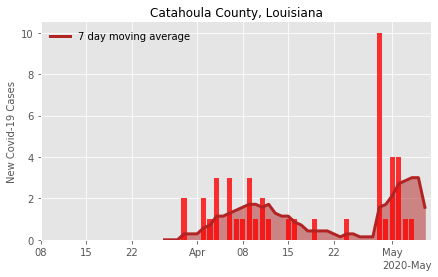 Catahoula County, Louisiana
7 day moving average
New Covid-19 Cases
10
8
6
4
2
0
08 15 22 Apr 08 15 22 May
2020-May